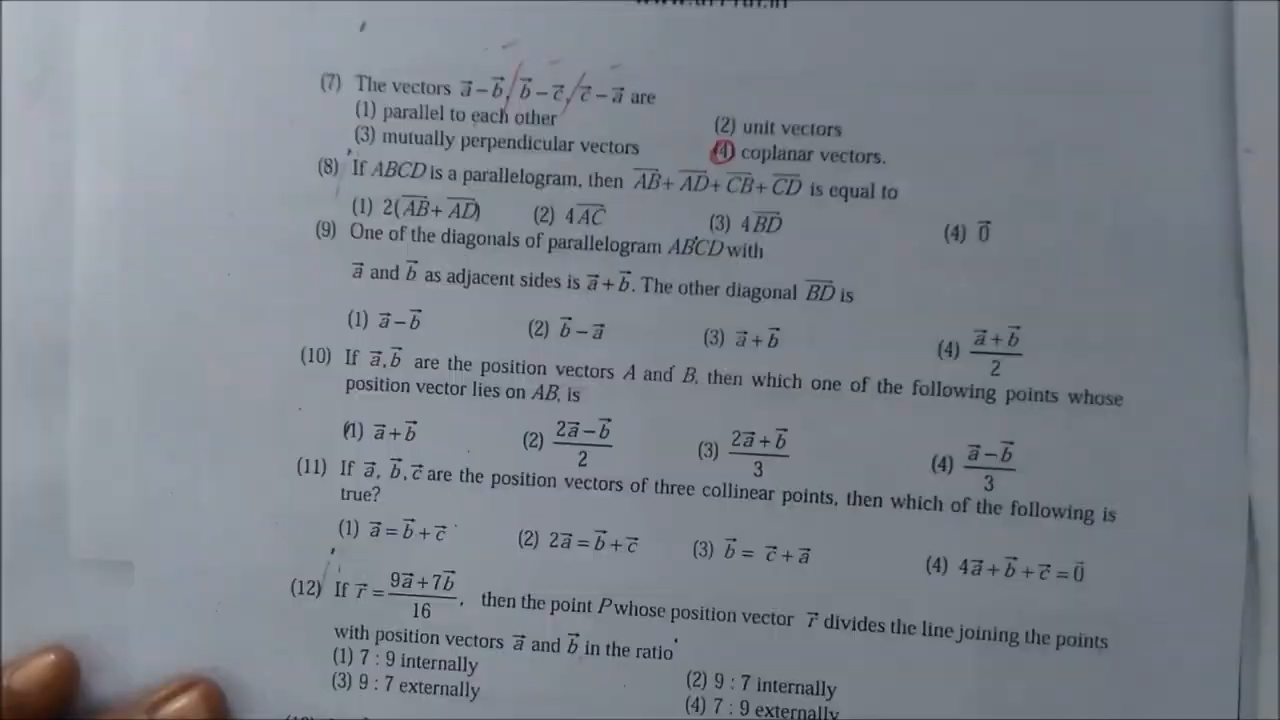 (7) The vectors a⃗ – b⃗, b⃗ – c⃗, c⃗ – a⃗ are
(1) parallel to each other (2) unit vectors
(3) mutually perpendicular vectors (4) coplanar vectors.
(8) If ABCD is a parallelogram, then AB⃗ + AD⃗ + CB⃗ + CD⃗ is equal to
(1) 2(AB⃗ + AD⃗) (2) 4AC⃗ (3) 4BD⃗ (4) 0⃗
(9) One of the diagonals of parallelogram ABCD with
a⃗ and b⃗ as adjacent sides is a⃗ + b⃗. The other diagonal BD⃗ is
(1) a⃗ – b⃗ (2) b⃗ – a⃗ (3) a⃗ + b⃗ (4) (a⃗ + b⃗)/2
(10) If a⃗, b⃗ are the position vectors A and B, then which one of the following points whose
position vector lies on AB, is
(1) a⃗ + b⃗ (2) (2a⃗ – b⃗)/2 (3) (2a⃗ + b⃗)/3 (4) (a⃗ – b⃗)/3
(11) If a⃗, b⃗, c⃗ are the position vectors of three collinear points, then which of the following is
true?
(1) a⃗ = b⃗ + c⃗ (2) 2a⃗ = b⃗ + c⃗ (3) b⃗ = c⃗ + a⃗ (4) 4a⃗ + b⃗ + c⃗ = 0⃗
(12) If r⃗ = (9a⃗ + 7b⃗)/16, then the point P whose position vector r⃗ divides the line joining the points
with position vectors a⃗ and b⃗ in the ratio
(1) 7 : 9 internally (2) 9 : 7 internally
(3) 9 : 7 externally (4) 7 : 9 externally